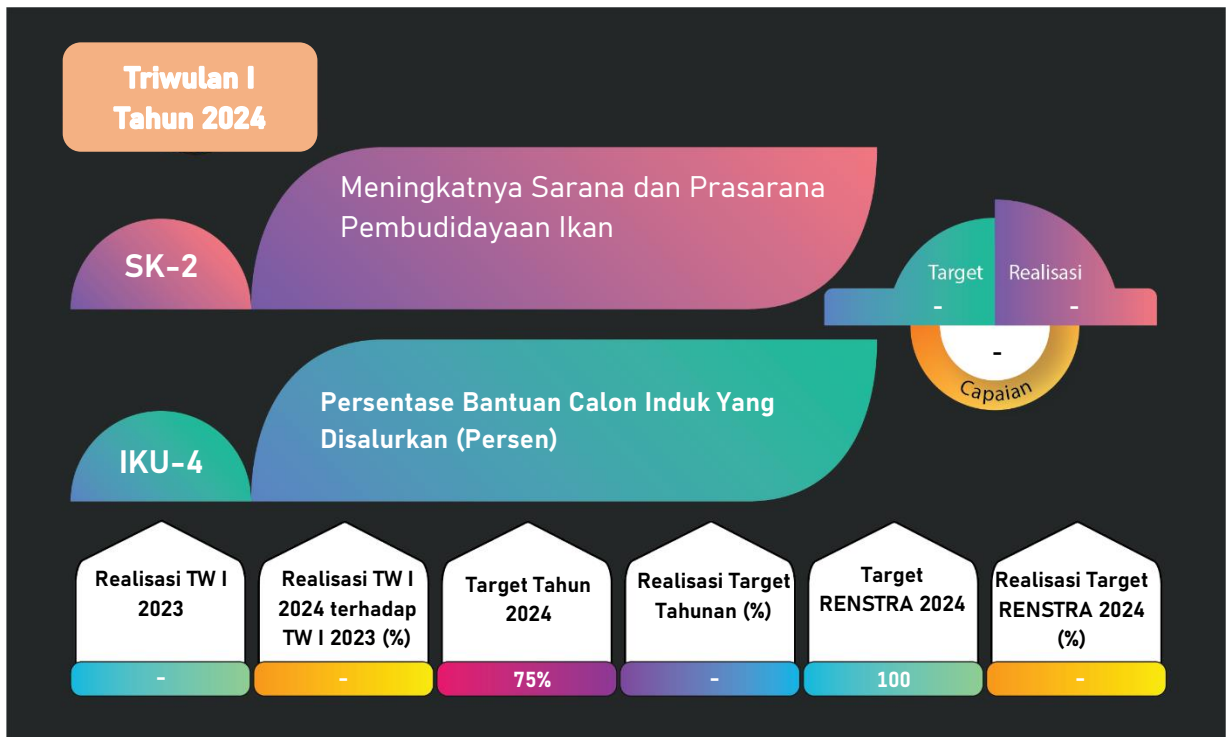 Triwulan I
Tahun 2024
Meningkatnya Sarana dan Prasarana
Pembudidayaan Ikan
SK-2
Target
Realisasi
-
-
-
Capaian
Persentase Bantuan Calon Induk Yang
Disalurkan (Persen)
IKU-4
Realisasi TW I
2023
-
Realisasi TW I
2024 terhadap
TW I 2023 (%)
-
Target Tahun
2024
75%
Realisasi Target
Tahunan (%)
-
Target
RENSTRA 2024
100
Realisasi Target
RENSTRA 2024
(%)
-